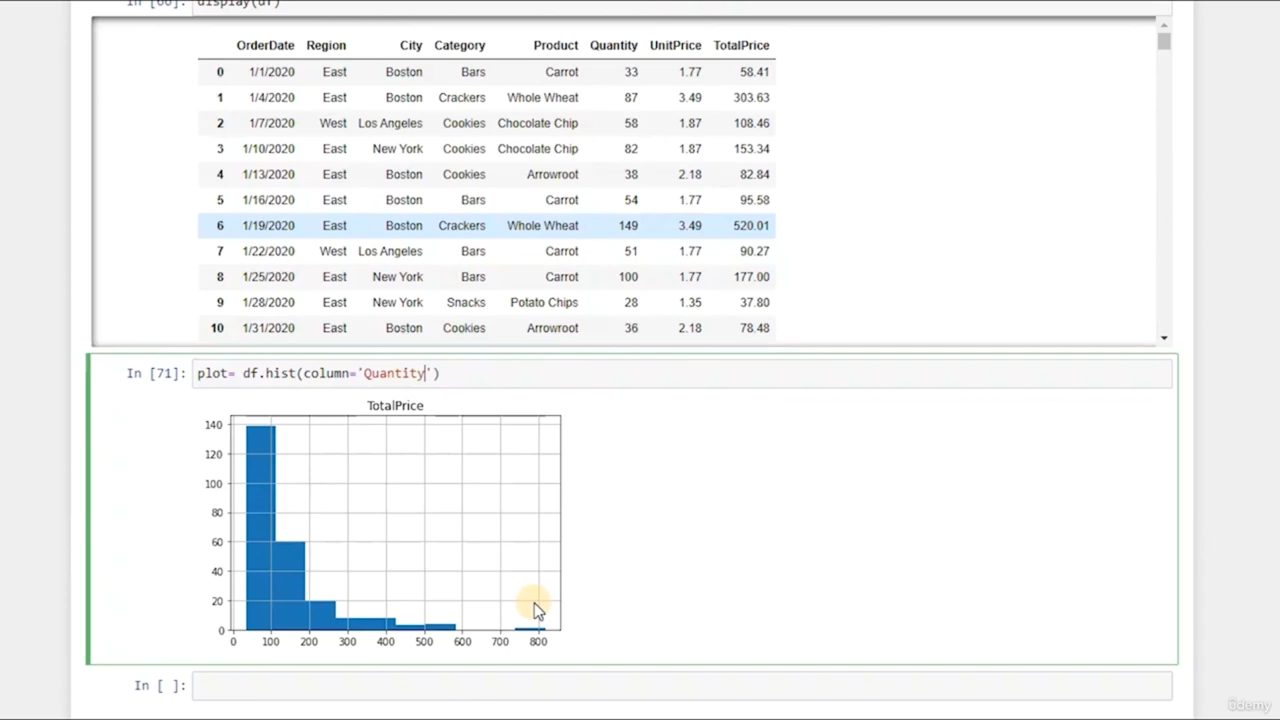 In [66]: display(df)
OrderDate Region City Category Product Quantity UnitPrice TotalPrice
0 1/1/2020 East Boston Bars Carrot 33 1.77 58.41
1 1/4/2020 East Boston Crackers Whole Wheat 87 3.49 303.63
2 1/7/2020 West Los Angeles Cookies Chocolate Chip 58 1.87 108.46
3 1/10/2020 East New York Cookies Chocolate Chip 82 1.87 153.34
4 1/13/2020 East Boston Cookies Arrowroot 38 2.18 82.84
5 1/16/2020 East Boston Bars Carrot 54 1.77 95.58
6 1/19/2020 East Boston Crackers Whole Wheat 149 3.49 520.01
7 1/22/2020 West Los Angeles Bars Carrot 51 1.77 90.27
8 1/25/2020 East New York Bars Carrot 100 1.77 177.00
9 1/28/2020 East New York Snacks Potato Chips 28 1.35 37.80
10 1/31/2020 East Boston Cookies Arrowroot 36 2.18 78.48
In [71]: plot= df.hist(column='Quantity')
TotalPrice
140
120
100
80
60
40
20
0
0 100 200 300 400 500 600 700 800
In [ ]:
ûdemy